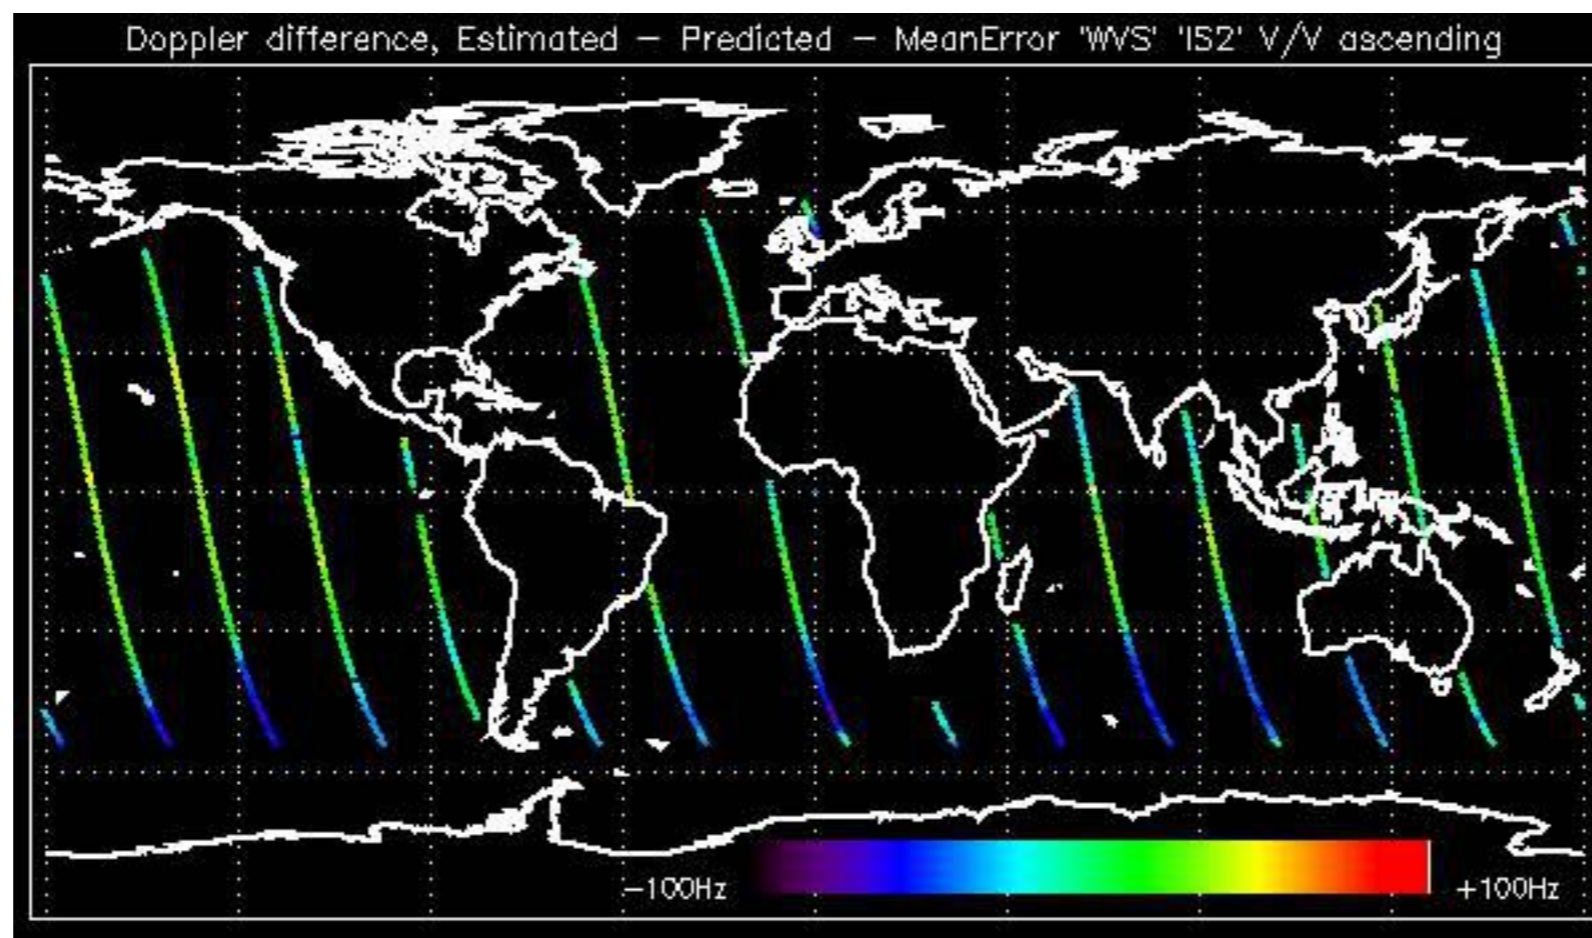 Doppler difference, Estimated – Predicted – MeanError 'WVS' 'IS2' V/V ascending
–100Hz
+100Hz